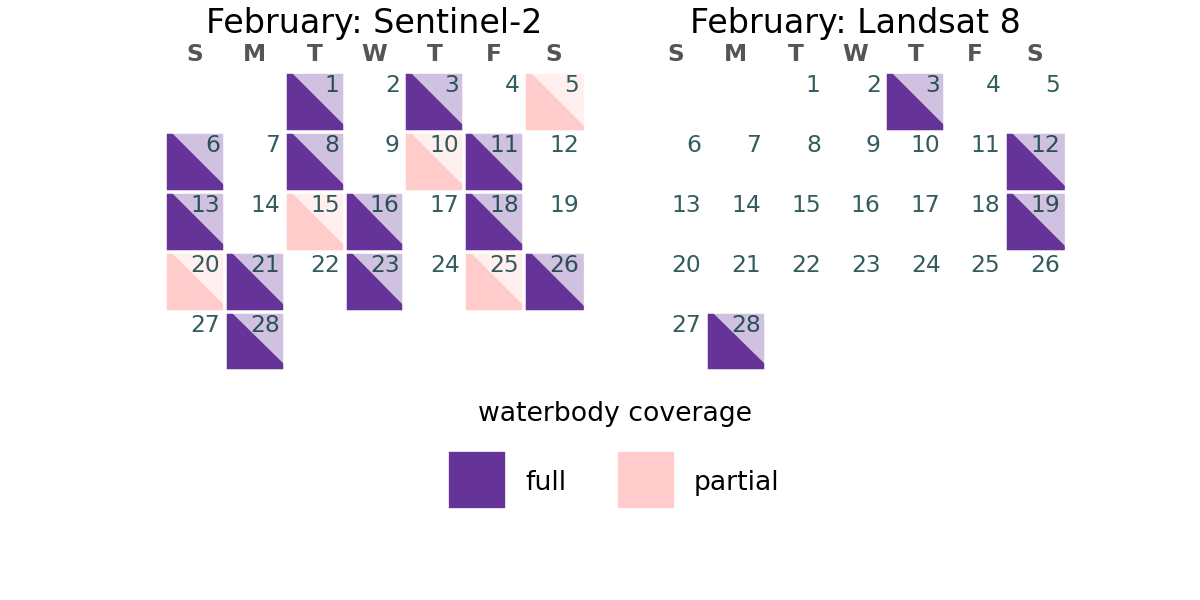 February: Sentinel-2
S M T W T F S
1 2 3 4 5
6 7 8 9 10 11 12
13 14 15 16 17 18 19
20 21 22 23 24 25 26
27 28
February: Landsat 8
S M T W T F S
1 2 3 4 5
6 7 8 9 10 11 12
13 14 15 16 17 18 19
20 21 22 23 24 25 26
27 28
waterbody coverage
full partial